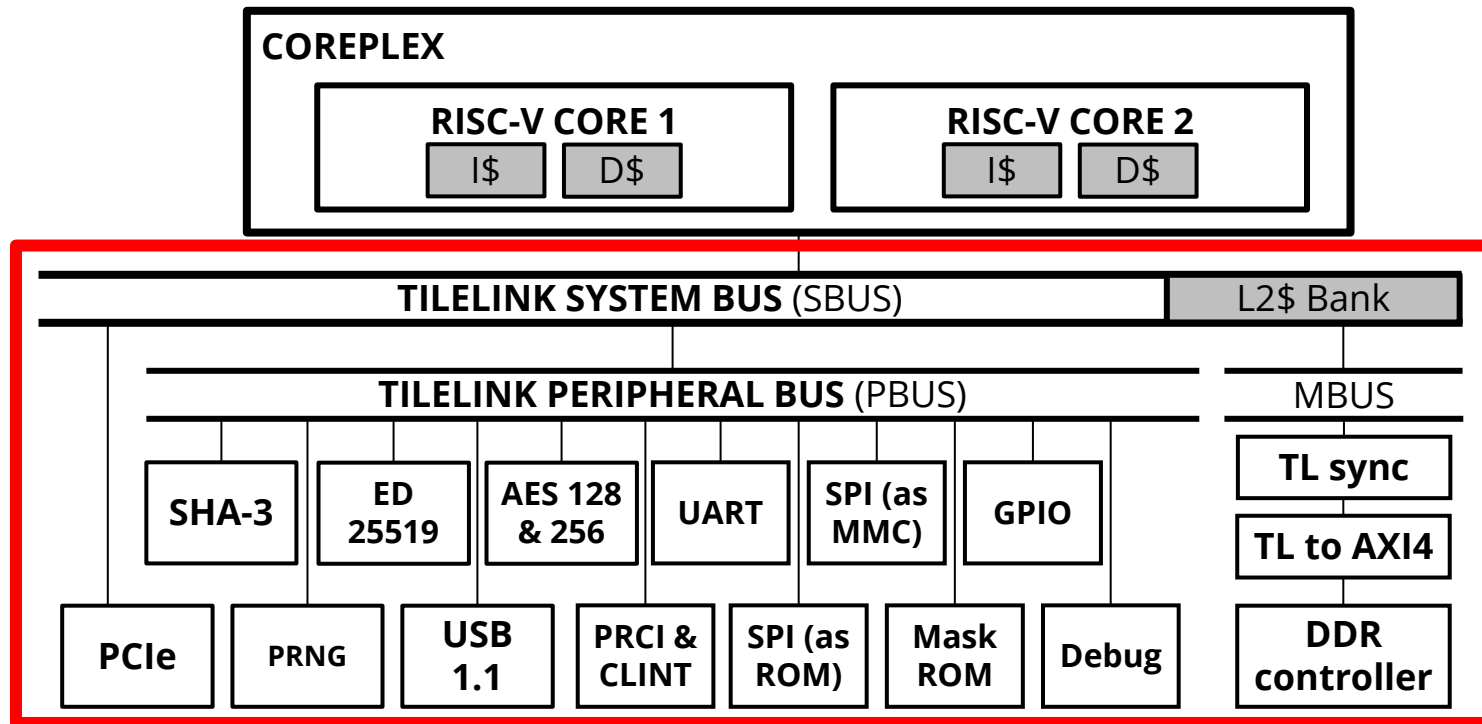 COREPLEX
RISC-V CORE 1
I$ D$
RISC-V CORE 2
I$ D$
TILELINK SYSTEM BUS (SBUS)
L2$ Bank
TILELINK PERIPHERAL BUS (PBUS)
MBUS
SHA-3
ED
25519
AES 128
& 256
UART
SPI (as
MMC)
GPIO
TL sync
TL to AXI4
PCIe
PRNG
USB
1.1
PRCI &
CLINT
SPI (as
ROM)
Mask
ROM
Debug
DDR
controller